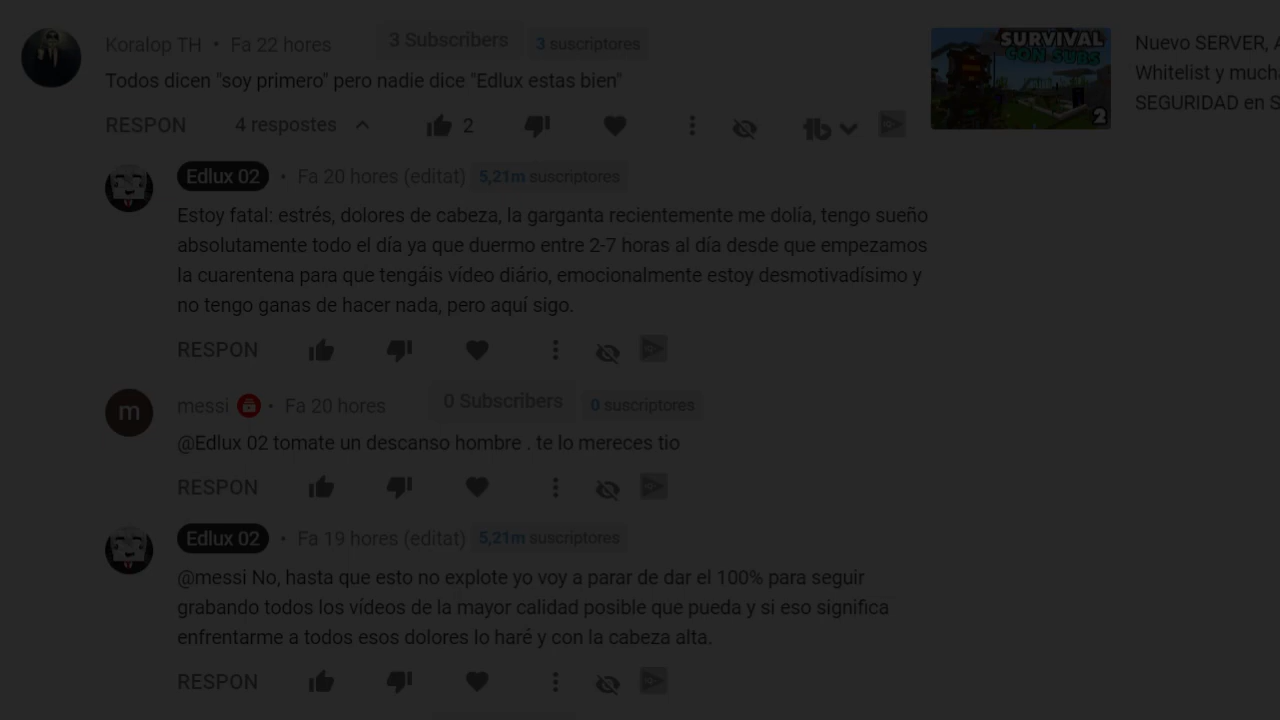 Koralop TH • Fa 22 hores 3 Subscribers 3 suscriptores
Todos dicen "soy primero" pero nadie dice "Edlux estas bien"
RESPON 4 respostes 2
SURVIVAL
CON SUBS
2
Nuevo SERVER,
Whitelist y much
SEGURIDAD en S
Edlux 02 • Fa 20 hores (editat) 5,21m suscriptores
Estoy fatal: estrés, dolores de cabeza, la garganta recientemente me dolía, tengo sueño
absolutamente todo el día ya que duermo entre 2-7 horas al día desde que empezamos
la cuarentena para que tengáis vídeo diário, emocionalmente estoy desmotivadísimo y
no tengo ganas de hacer nada, pero aquí sigo.
RESPON
m
messi • Fa 20 hores 0 Subscribers 0 suscriptores
@Edlux 02 tomate un descanso hombre . te lo mereces tio
RESPON
Edlux 02 • Fa 19 hores (editat) 5,21m suscriptores
@messi No, hasta que esto no explote yo voy a parar de dar el 100% para seguir
grabando todos los vídeos de la mayor calidad posible que pueda y si eso significa
enfrentarme a todos esos dolores lo haré y con la cabeza alta.
RESPON